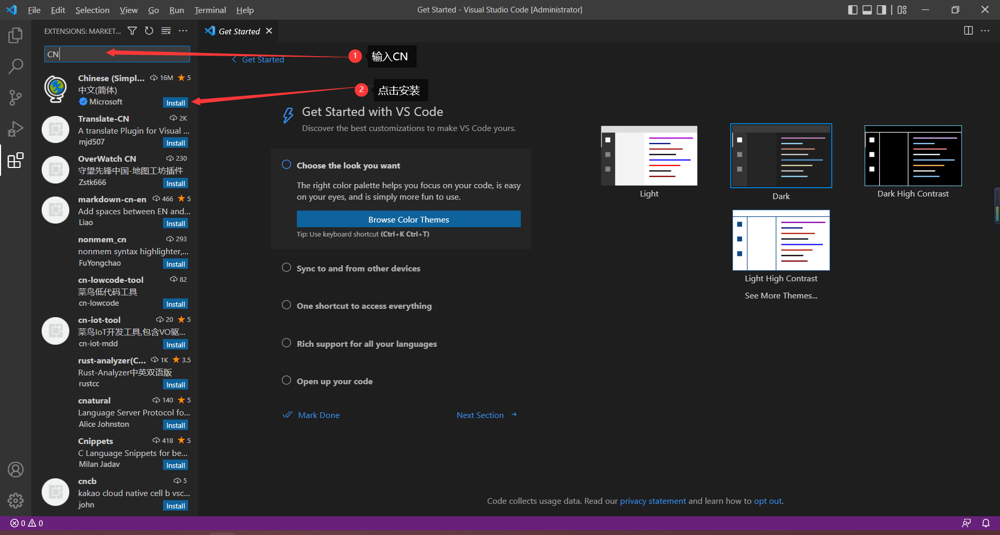 File Edit Selection View Go Run Terminal Help
Get Started - Visual Studio Code [Administrator]
EXTENSIONS: MARKET...
Get Started
CN
1
输入CN
Get Started
2
点击安装
Chinese (Simpl... 16M 5
中文(简体)
Microsoft Install
Translate-CN 2K
A translate Plugin for Visual ...
mjd507 Install
OverWatch CN 230
守望先锋中国-地图工坊插件
Zstk666 Install
markdown-cn-en 466 5
Add spaces between EN and...
Liao Install
nonmem_cn 293
nonmem syntax highlighter,...
FuYongchao Install
cn-lowcode-tool 82
菜鸟低代码工具
cn-lowcode Install
cn-iot-tool 20 5
菜鸟IoT开发工具,包含VO驱...
cn-iot-mdd Install
rust-analyzer(C... 1K 3.5
Rust-Analyzer中英双语版
rustcc Install
cnatural 140 5
Language Server Protocol fo...
Alice Johnston Install
Cnippets 418 5
C Language Snippets for be...
Milan Jadav Install
cncb 5
kakao cloud native cell b vsc...
john Install
Get Started with VS Code
Discover the best customizations to make VS Code yours.
Choose the look you want
The right color palette helps you focus on your code, is easy
on your eyes, and is simply more fun to use.
Browse Color Themes
Tip: Use keyboard shortcut (Ctrl+K Ctrl+T)
Sync to and from other devices
One shortcut to access everything
Rich support for all your languages
Open up your code
Mark Done
Next Section
Light
Dark
Dark High Contrast
Light High Contrast
See More Themes...
Code collects usage data. Read our privacy statement and learn how to opt out.
0 0